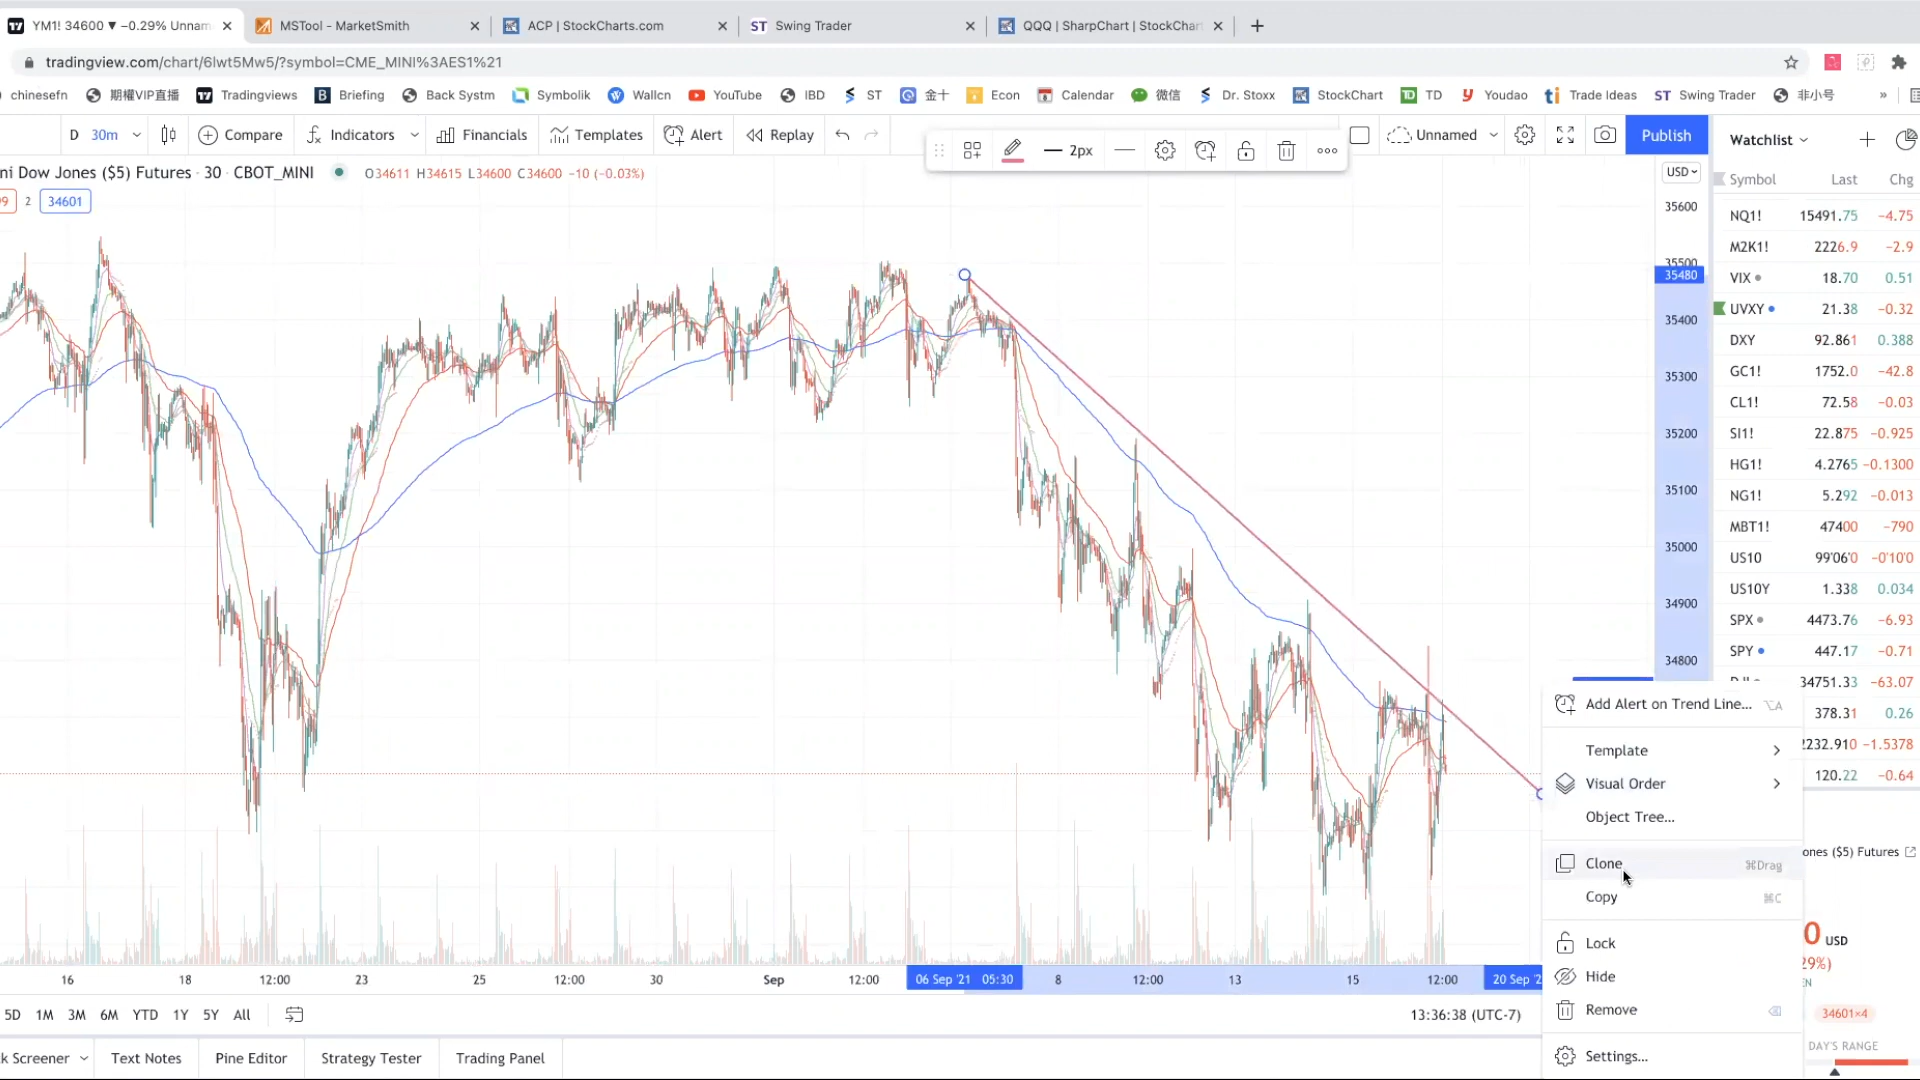 YM1! 34600 ▼ −0.29% Unnam
MSTool - MarketSmith
ACP | StockCharts.com
ST Swing Trader
QQQ | SharpChart | StockChar
tradingview.com/chart/6lwt5Mw5/?symbol=CME_MINI%3AES1%21
chinesefn 期權VIP直播 Tradingviews Briefing Back Systm Symbolik Wallcn YouTube IBD ST 金十 Econ Calendar 微信 Dr. Stoxx StockChart TD Youdao Trade Ideas ST Swing Trader 非小号 »
D 30m Compare Indicators Financials Templates Alert Replay 2px Unnamed Publish
Watchlist
ni Dow Jones ($5) Futures · 30 · CBOT_MINI O34611 H34615 L34600 C34600 −10 (−0.03%)
99 2 34601
USD
35600
35500
35480
35400
35300
35200
35100
35000
34900
34800
Symbol Last Chg
NQ1! 15491.75 −4.75
M2K1! 2226.9 −2.9
VIX 18.70 0.51
UVXY 21.38 −0.32
DXY 92.861 0.388
GC1! 1752.0 −42.8
CL1! 72.58 −0.03
SI1! 22.875 −0.925
HG1! 4.2765 −0.1300
NG1! 5.292 −0.013
MBT1! 47400 −790
US10 99'06'0 −0'10'0
US10Y 1.338 0.034
SPX 4473.76 −6.93
SPY 447.17 −0.71
34751.33 −63.07
378.31 0.26
2232.910 −1.5378
120.22 −0.64
Add Alert on Trend Line... ⌥A
Template
Visual Order
Object Tree...
Clone ⌘Drag
Copy ⌘C
Lock
Hide
Remove
Settings...
ones ($5) Futures
0 USD
29%)
EN
34601×4
DAY'S RANGE
16 18 12:00 23 25 12:00 30 Sep 12:00 06 Sep '21 05:30 8 12:00 13 15 12:00 20 Sep '2
5D 1M 3M 6M YTD 1Y 5Y All
13:36:38 (UTC-7)
k Screener Text Notes Pine Editor Strategy Tester Trading Panel